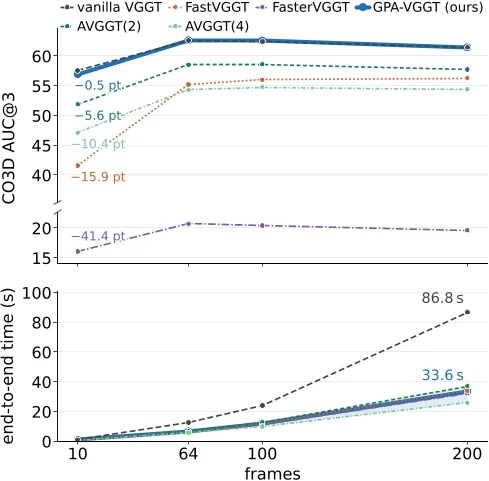 vanilla VGGT FastVGGT FasterVGGT GPA-VGGT (ours)
AVGGT(2) AVGGT(4)
CO3D AUC@3
60
55
50
45
40
20
15
−0.5 pt
−5.6 pt
−10.4 pt
−15.9 pt
−41.4 pt
end-to-end time (s)
100
80
60
40
20
0
86.8 s
33.6 s
10 64 100 200
frames